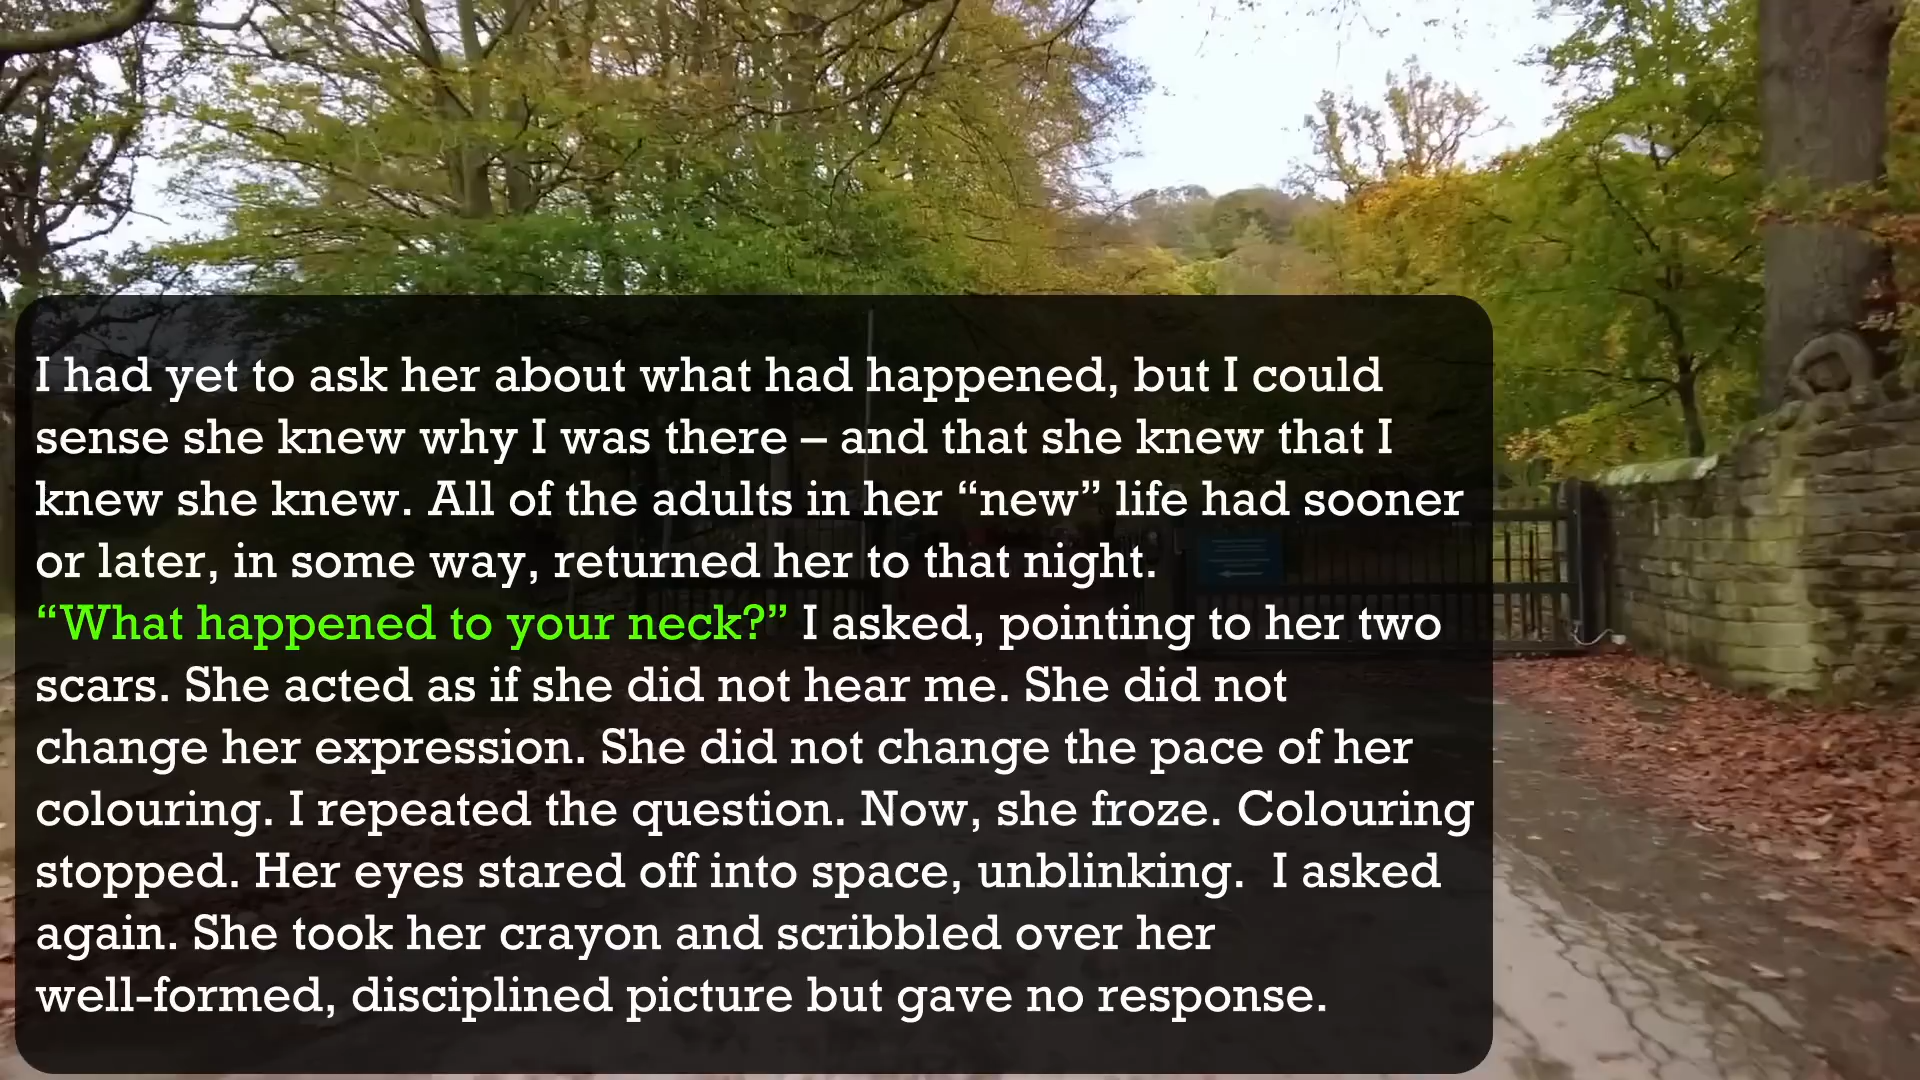 I had yet to ask her about what had happened, but I could
sense she knew why I was there – and that she knew that I
knew she knew. All of the adults in her “new” life had sooner
or later, in some way, returned her to that night.
“What happened to your neck?” I asked, pointing to her two
scars. She acted as if she did not hear me. She did not
change her expression. She did not change the pace of her
colouring. I repeated the question. Now, she froze. Colouring
stopped. Her eyes stared off into space, unblinking.  I asked
again. She took her crayon and scribbled over her
well-formed, disciplined picture but gave no response.